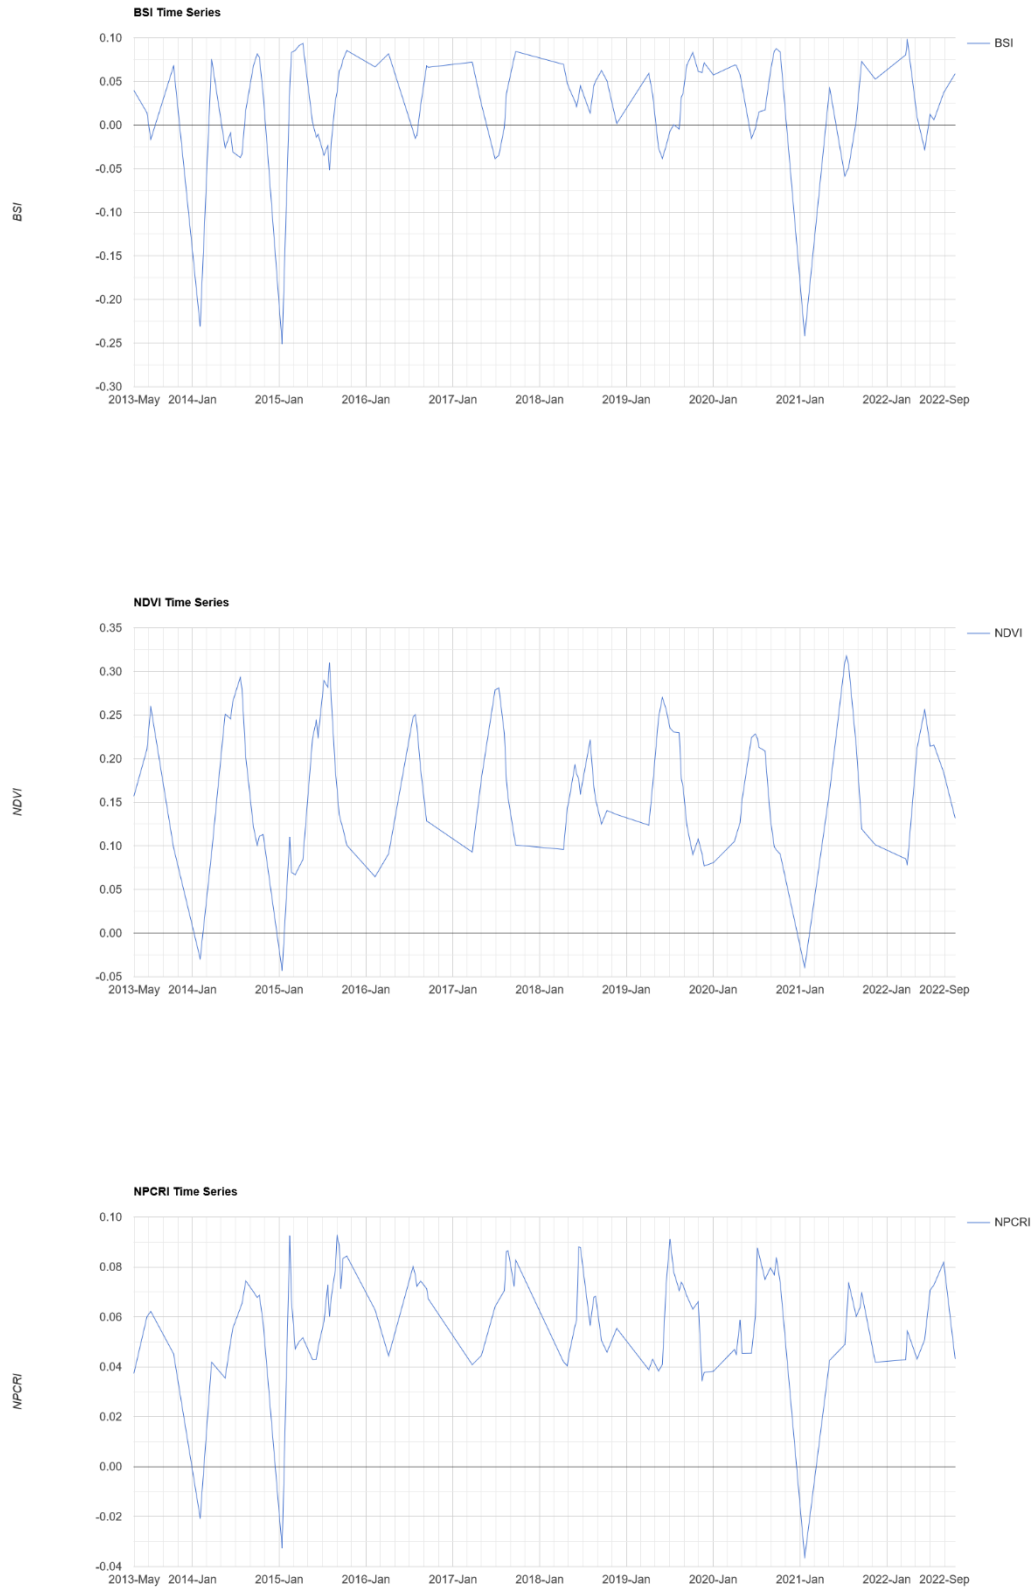 BSI Time Series
0.10
0.05
0.00
-0.05
-0.10
-0.15
-0.20
-0.25
-0.30
BSI
BSI
2013-May 2014-Jan 2015-Jan 2016-Jan 2017-Jan 2018-Jan 2019-Jan 2020-Jan 2021-Jan 2022-Jan 2022-Sep
NDVI Time Series
0.35
0.30
0.25
0.20
0.15
0.10
0.05
0.00
-0.05
NDVI
NDVI
2013-May 2014-Jan 2015-Jan 2016-Jan 2017-Jan 2018-Jan 2019-Jan 2020-Jan 2021-Jan 2022-Jan 2022-Sep
NPCRI Time Series
0.10
0.08
0.06
0.04
0.02
0.00
-0.02
-0.04
NPCRI
NPCRI
2013-May 2014-Jan 2015-Jan 2016-Jan 2017-Jan 2018-Jan 2019-Jan 2020-Jan 2021-Jan 2022-Jan 2022-Sep